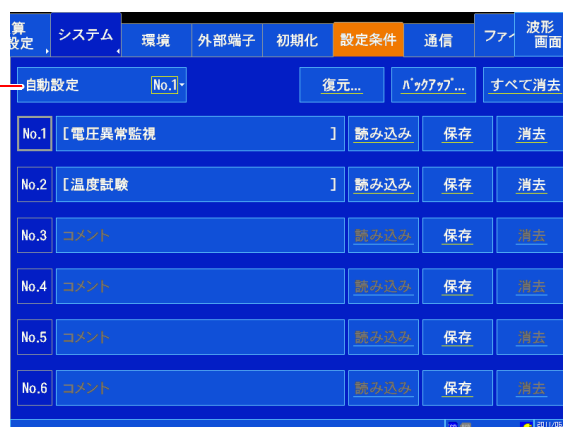 算
設定 システム 環境 外部端子 初期化 設定条件 通信 ファイ 波形
画面
自動設定 No.1 復元... ﾊﾞｯｸｱｯﾌﾟ... すべて消去
No.1 [電圧異常監視 ] 読み込み 保存 消去
No.2 [温度試験 ] 読み込み 保存 消去
No.3 コメント 読み込み 保存 消去
No.4 コメント 読み込み 保存 消去
No.5 コメント 読み込み 保存 消去
No.6 コメント 読み込み 保存 消去